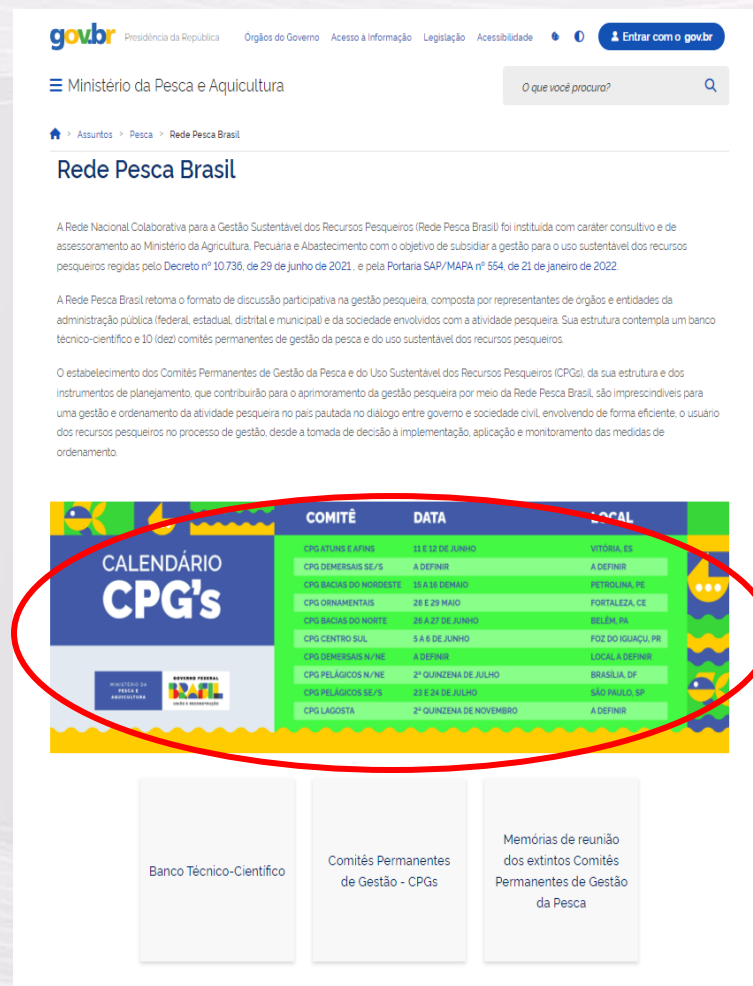 gov.br Presidência da República Órgãos do Governo Acesso à Informação Legislação Acessibilidade Entrar com o gov.br
Ministério da Pesca e Aquicultura O que você procura?
Assuntos > Pesca > Rede Pesca Brasil
Rede Pesca Brasil
A Rede Nacional Colaborativa para a Gestão Sustentável dos Recursos Pesqueiros (Rede Pesca Brasil) foi instituída com caráter consultivo e de
assessoramento ao Ministério da Agricultura, Pecuária e Abastecimento com o objetivo de subsidiar a gestão para o uso sustentável dos recursos
pesqueiros regidas pelo Decreto nº 10.736, de 29 de junho de 2021 , e pela Portaria SAP/MAPA nº 554, de 21 de janeiro de 2022.
A Rede Pesca Brasil retoma o formato de discussão participativa na gestão pesqueira, composta por representantes de órgãos e entidades da
administração pública (federal, estadual, distrital e municipal) e da sociedade envolvidos com a atividade pesqueira. Sua estrutura contempla um banco
técnico-científico e 10 (dez) comitês permanentes de gestão da pesca e do uso sustentável dos recursos pesqueiros.
O estabelecimento dos Comitês Permanentes de Gestão da Pesca e do Uso Sustentável dos Recursos Pesqueiros (CPGs), da sua estrutura e dos
instrumentos de planejamento, que contribuirão para o aprimoramento da gestão pesqueira por meio da Rede Pesca Brasil, são imprescindíveis para
uma gestão e ordenamento da atividade pesqueira no país pautada no diálogo entre governo e sociedade civil, envolvendo de forma eficiente, o usuário
dos recursos pesqueiros no processo de gestão, desde a tomada de decisão à implementação, aplicação e monitoramento das medidas de
ordenamento.
CALENDÁRIO
CPG's
MINISTÉRIO DA
PESCA E
AQUICULTURA
GOVERNO FEDERAL
BRASIL
UNIÃO E RECONSTRUÇÃO
COMITÊ DATA LOCAL
CPG ATUNS E AFINS 11 E 12 DE JUNHO VITÓRIA, ES
CPG DEMERSAIS SE/S A DEFINIR A DEFINIR
CPG BACIAS DO NORDESTE 15 A 16 DEMAIO PETROLINA, PE
CPG ORNAMENTAIS 28 E 29 MAIO FORTALEZA, CE
CPG BACIAS DO NORTE 26 A 27 DE JUNHO BELÉM, PA
CPG CENTRO SUL 5 A 6 DE JUNHO FOZ DO IGUAÇU, PR
CPG DEMERSAIS N/NE A DEFINIR LOCAL A DEFINIR
CPG PELÁGICOS N/NE 2ª QUINZENA DE JULHO BRASÍLIA, DF
CPG PELÁGICOS SE/S 23 E 24 DE JULHO SÃO PAULO, SP
CPG LAGOSTA 2ª QUINZENA DE NOVEMBRO A DEFINIR
Banco Técnico-Científico
Comitês Permanentes
de Gestão - CPGs
Memórias de reunião
dos extintos Comitês
Permanentes de Gestão
da Pesca